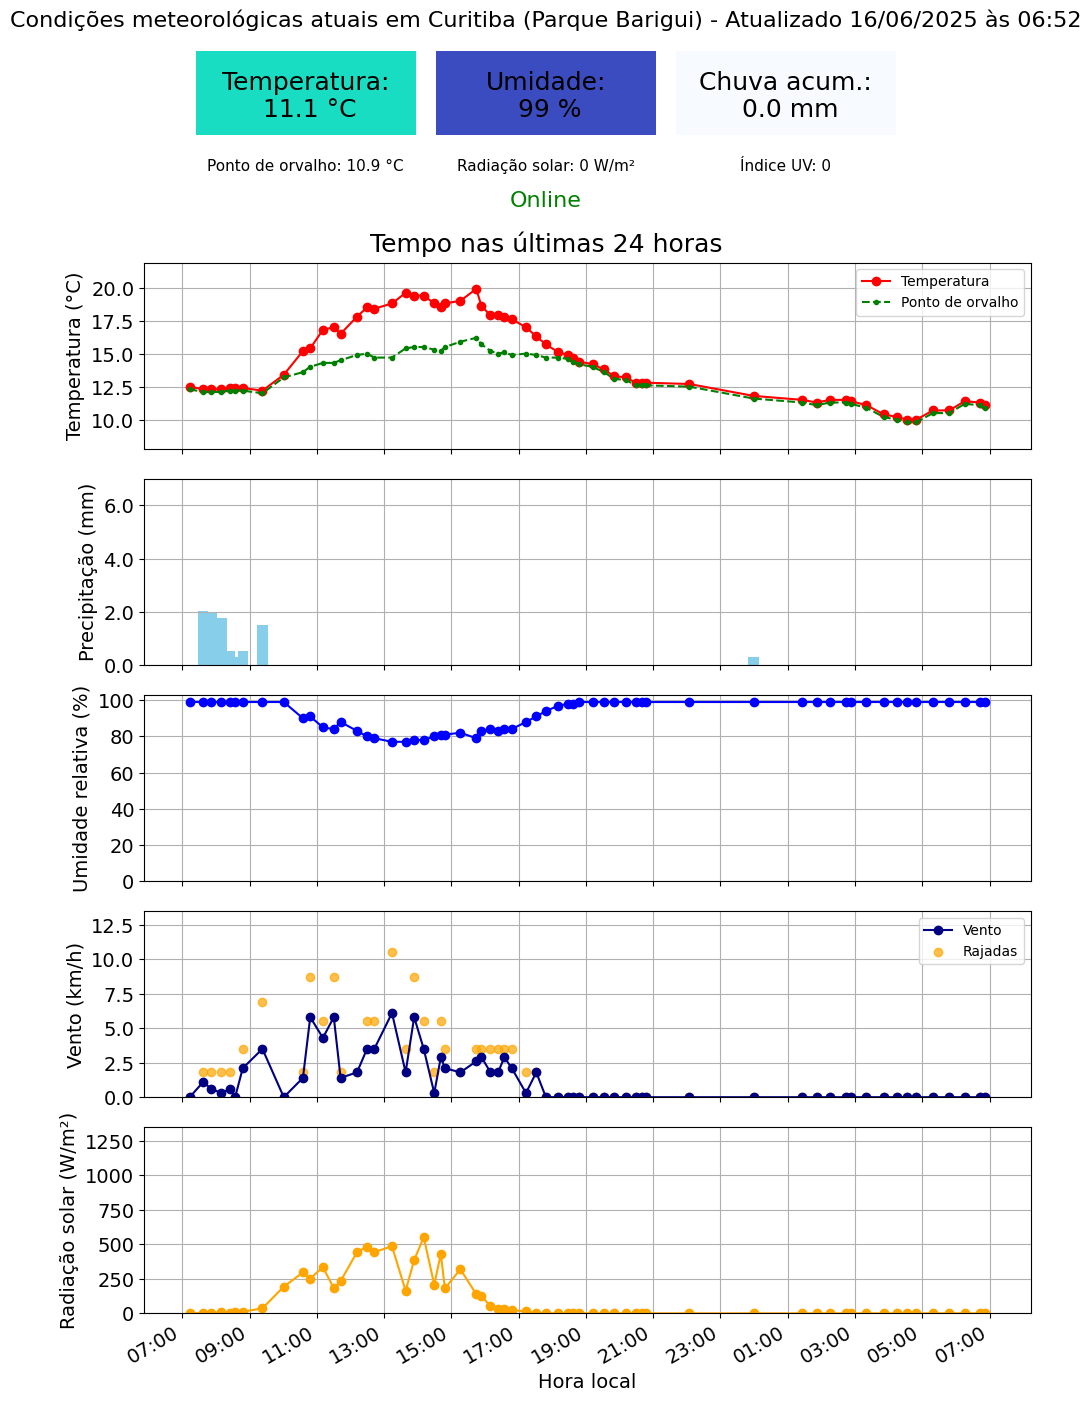 Condições meteorológicas atuais em Curitiba (Parque Barigui) - Atualizado 16/06/2025 às 06:52
Temperatura:
11.1 °C
Umidade:
99 %
Chuva acum.:
0.0 mm
Ponto de orvalho: 10.9 °C
Radiação solar: 0 W/m²
Índice UV: 0
Online
Tempo nas últimas 24 horas
Temperatura (°C)
20.0
17.5
15.0
12.5
10.0
Temperatura
Ponto de orvalho
Precipitação (mm)
6.0
4.0
2.0
0.0
Umidade relativa (%)
100
80
60
40
20
0
Vento (km/h)
12.5
10.0
7.5
5.0
2.5
0.0
Vento
Rajadas
Radiação solar (W/m²)
1250
1000
750
500
250
0
07:00
09:00
11:00
13:00
15:00
17:00
19:00
21:00
23:00
01:00
03:00
05:00
07:00
Hora local